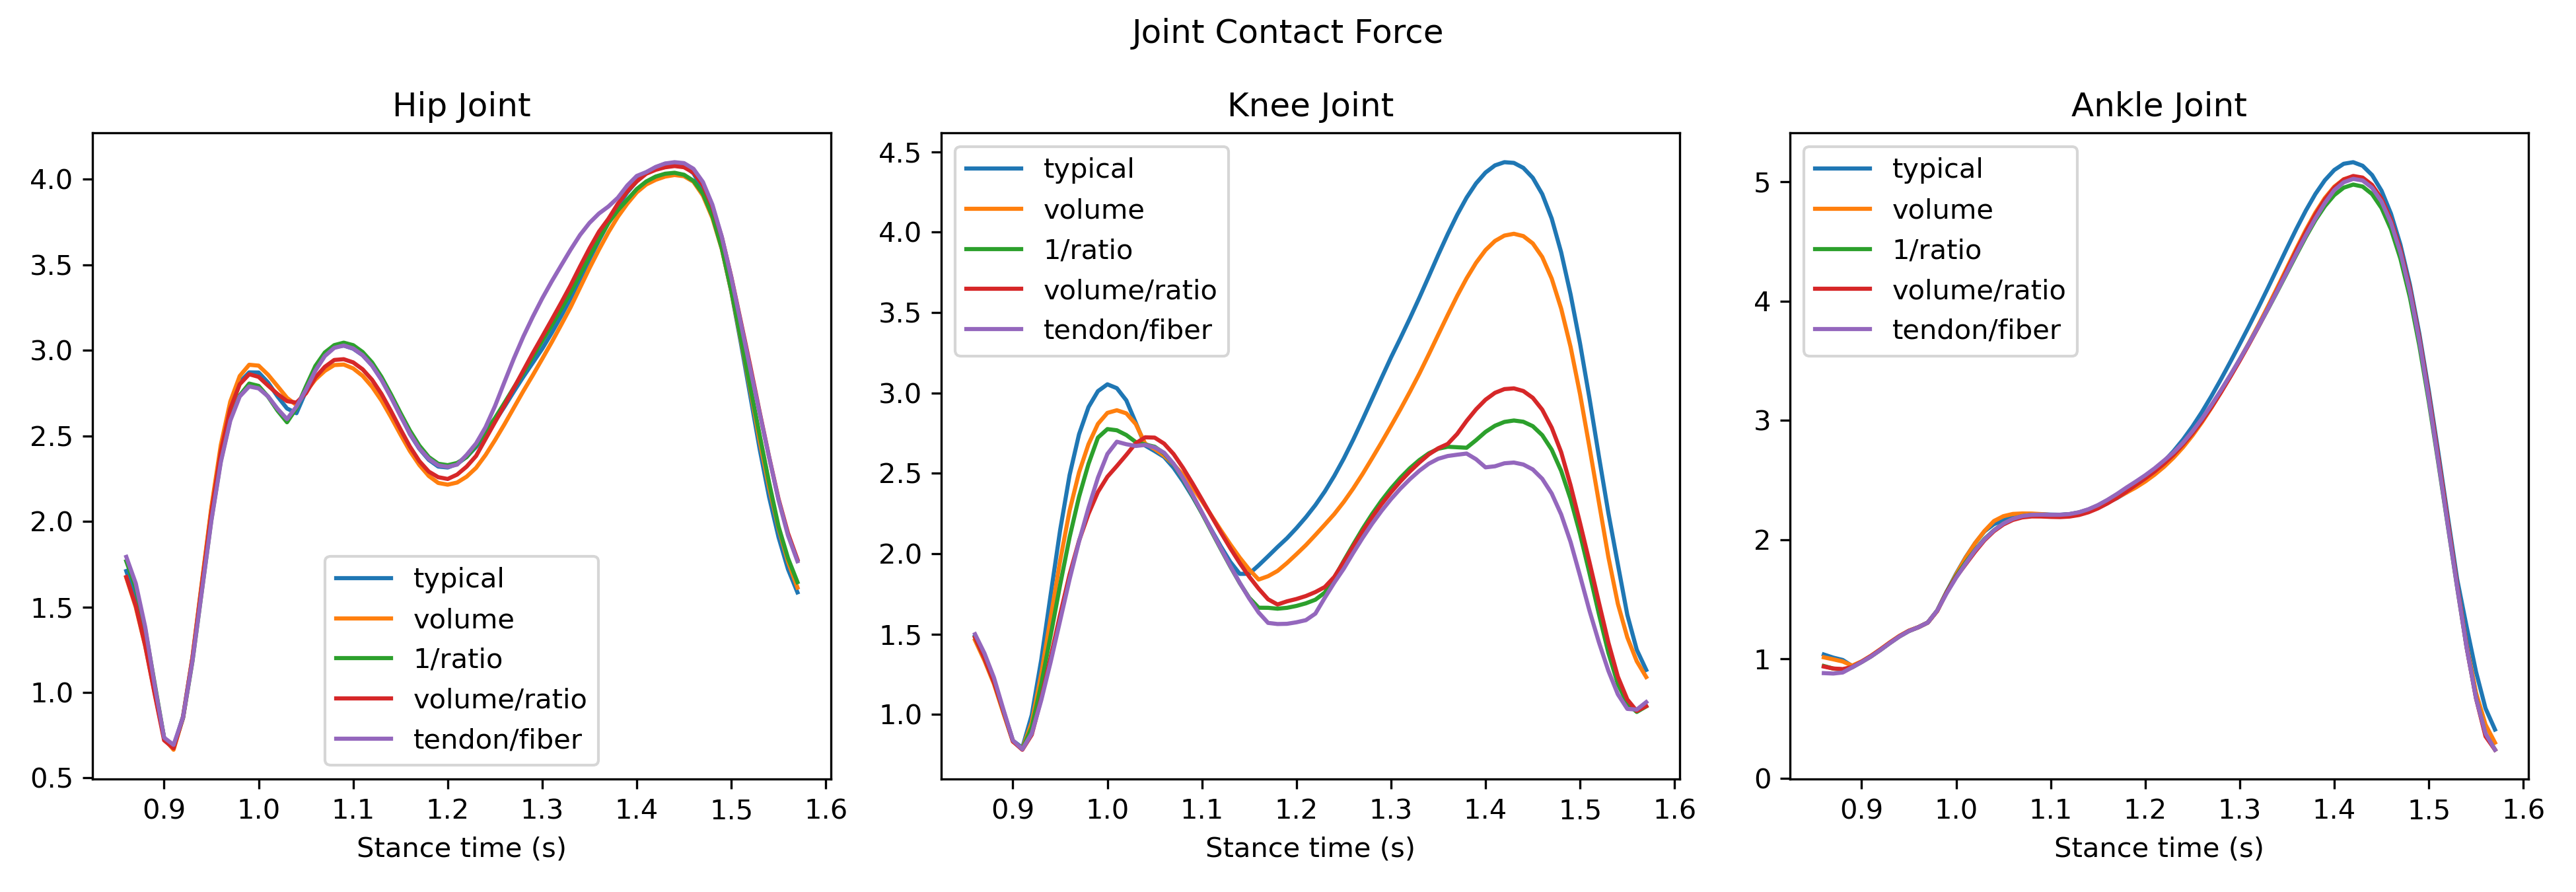 Joint Contact Force
Hip Joint
4.0
3.5
3.0
2.5
2.0
1.5
1.0
0.5
typical
volume
1/ratio
volume/ratio
tendon/fiber
0.9 1.0 1.1 1.2 1.3 1.4 1.5 1.6
Stance time (s)
Knee Joint
4.5
4.0
3.5
3.0
2.5
2.0
1.5
1.0
typical
volume
1/ratio
volume/ratio
tendon/fiber
0.9 1.0 1.1 1.2 1.3 1.4 1.5 1.6
Stance time (s)
Ankle Joint
5
4
3
2
1
0
typical
volume
1/ratio
volume/ratio
tendon/fiber
0.9 1.0 1.1 1.2 1.3 1.4 1.5 1.6
Stance time (s)